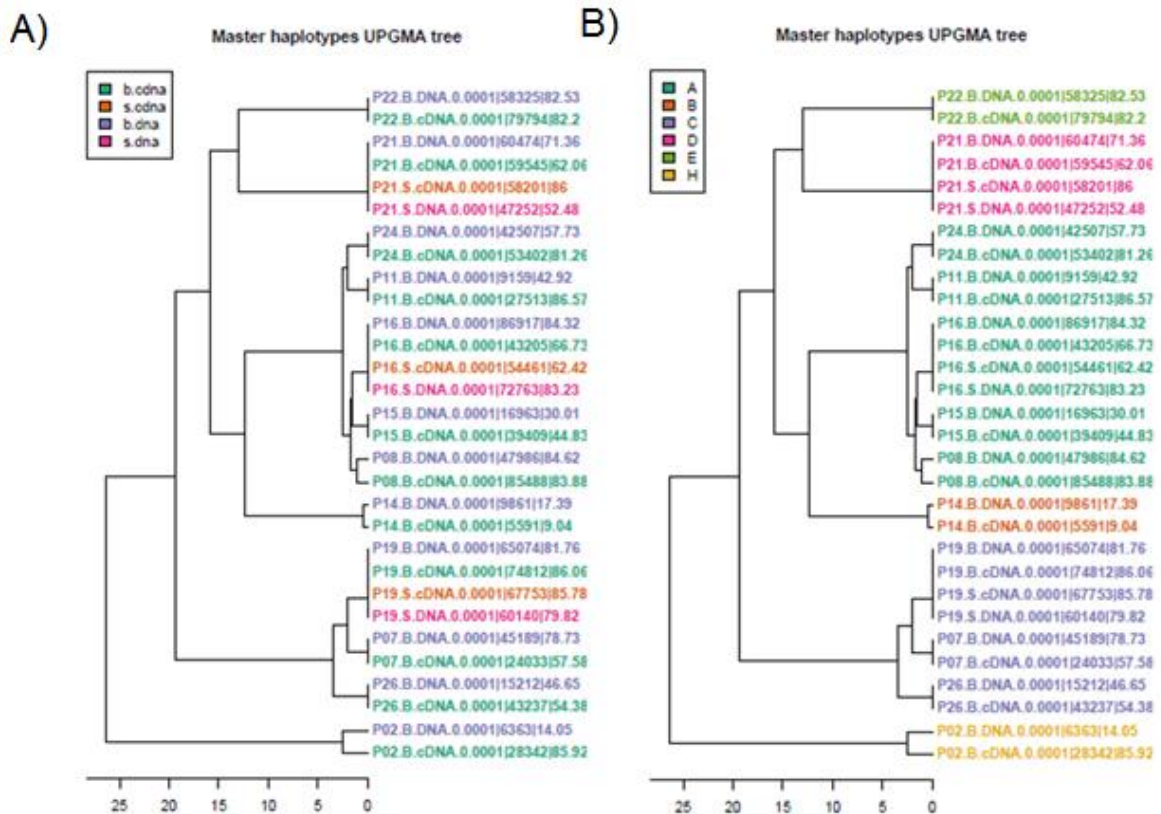 A)
Master haplotypes UPGMA tree
b.cdna
s.cdna
b.dna
s.dna
P22.B.DNA.0.0001|58325|82.53
P22.B.cDNA.0.0001|79794|82.2
P21.B.DNA.0.0001|60474|71.36
P21.B.cDNA.0.0001|59545|62.06
P21.S.cDNA.0.0001|58201|86
P21.S.DNA.0.0001|47252|52.48
P24.B.DNA.0.0001|42507|57.73
P24.B.cDNA.0.0001|53402|81.26
P11.B.DNA.0.0001|9159|42.92
P11.B.cDNA.0.0001|27513|86.57
P16.B.DNA.0.0001|86917|84.32
P16.B.cDNA.0.0001|43205|66.73
P16.S.cDNA.0.0001|54461|62.42
P16.S.DNA.0.0001|72763|83.23
P15.B.DNA.0.0001|16963|30.01
P15.B.cDNA.0.0001|39409|44.83
P08.B.DNA.0.0001|47986|84.62
P08.B.cDNA.0.0001|85488|83.88
P14.B.DNA.0.0001|9861|17.39
P14.B.cDNA.0.0001|5591|9.04
P19.B.DNA.0.0001|65074|81.76
P19.B.cDNA.0.0001|74812|86.06
P19.S.cDNA.0.0001|67753|85.78
P19.S.DNA.0.0001|60140|79.82
P07.B.DNA.0.0001|45189|78.73
P07.B.cDNA.0.0001|24033|57.58
P26.B.DNA.0.0001|15212|46.65
P26.B.cDNA.0.0001|43237|54.38
P02.B.DNA.0.0001|6363|14.05
P02.B.cDNA.0.0001|28342|85.92
25 20 15 10 5 0
B)
Master haplotypes UPGMA tree
A
B
C
D
E
H
P22.B.DNA.0.0001|58325|82.53
P22.B.cDNA.0.0001|79794|82.2
P21.B.DNA.0.0001|60474|71.36
P21.B.cDNA.0.0001|59545|62.06
P21.S.cDNA.0.0001|58201|86
P21.S.DNA.0.0001|47252|52.48
P24.B.DNA.0.0001|42507|57.73
P24.B.cDNA.0.0001|53402|81.26
P11.B.DNA.0.0001|9159|42.92
P11.B.cDNA.0.0001|27513|86.57
P16.B.DNA.0.0001|86917|84.32
P16.B.cDNA.0.0001|43205|66.73
P16.S.cDNA.0.0001|54461|62.42
P16.S.DNA.0.0001|72763|83.23
P15.B.DNA.0.0001|16963|30.01
P15.B.cDNA.0.0001|39409|44.83
P08.B.DNA.0.0001|47986|84.62
P08.B.cDNA.0.0001|85488|83.88
P14.B.DNA.0.0001|9861|17.39
P14.B.cDNA.0.0001|5591|9.04
P19.B.DNA.0.0001|65074|81.76
P19.B.cDNA.0.0001|74812|86.06
P19.S.cDNA.0.0001|67753|85.78
P19.S.DNA.0.0001|60140|79.82
P07.B.DNA.0.0001|45189|78.73
P07.B.cDNA.0.0001|24033|57.58
P26.B.DNA.0.0001|15212|46.65
P26.B.cDNA.0.0001|43237|54.38
P02.B.DNA.0.0001|6363|14.05
P02.B.cDNA.0.0001|28342|85.92
25 20 15 10 5 0